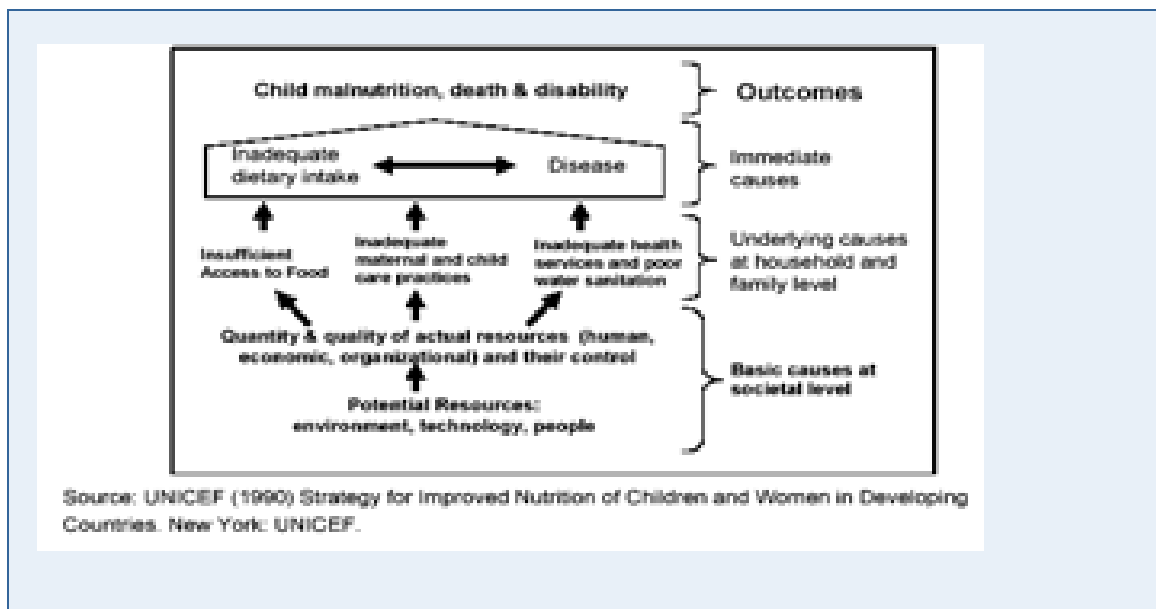 Child malnutrition, death & disability
Outcomes
Inadequate
dietary intake
Disease
Immediate
causes
Insufficient
Access to Food
Inadequate
maternal and child
care practices
Inadequate health
services and poor
water sanitation
Underlying causes
at household and
family level
Quantity & quality of actual resources (human,
economic, organizational) and their control
Potential Resources:
environment, technology, people
Basic causes at
societal level
Source: UNICEF (1990) Strategy for Improved Nutrition of Children and Women in Developing
Countries. New York: UNICEF.